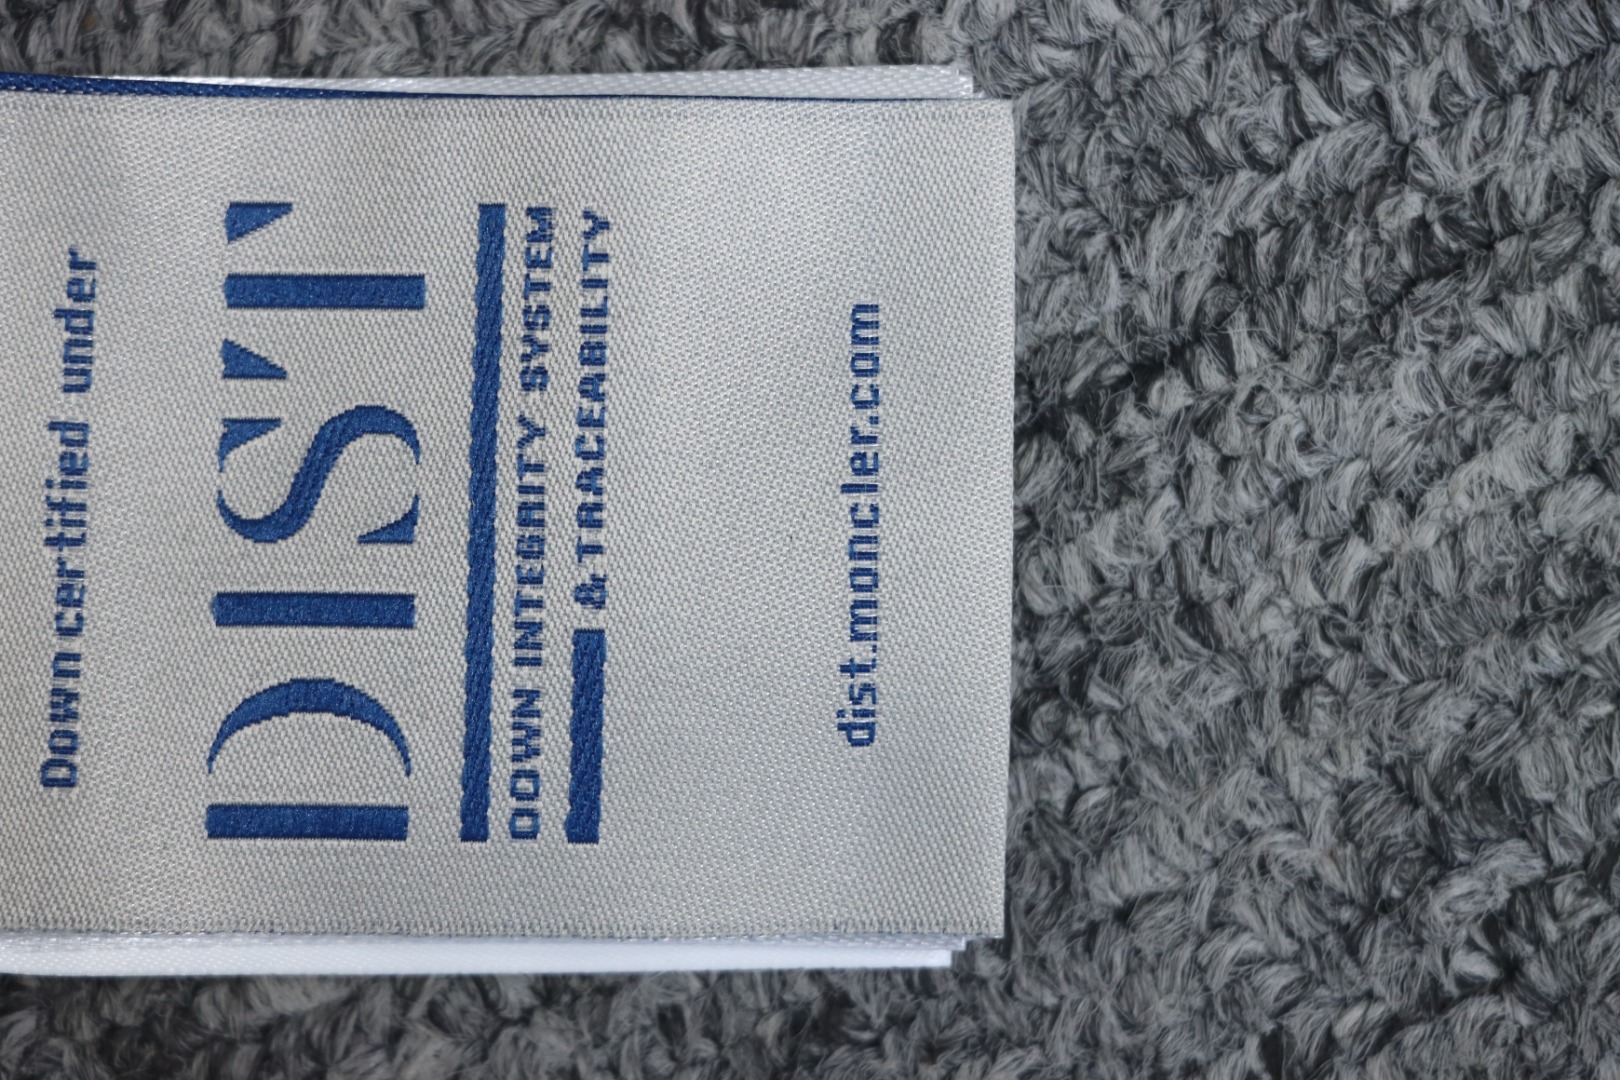 Down certified under
DIST
DOWN INTEGRITY SYSTEM
& TRACEABILITY
dist.moncler.com